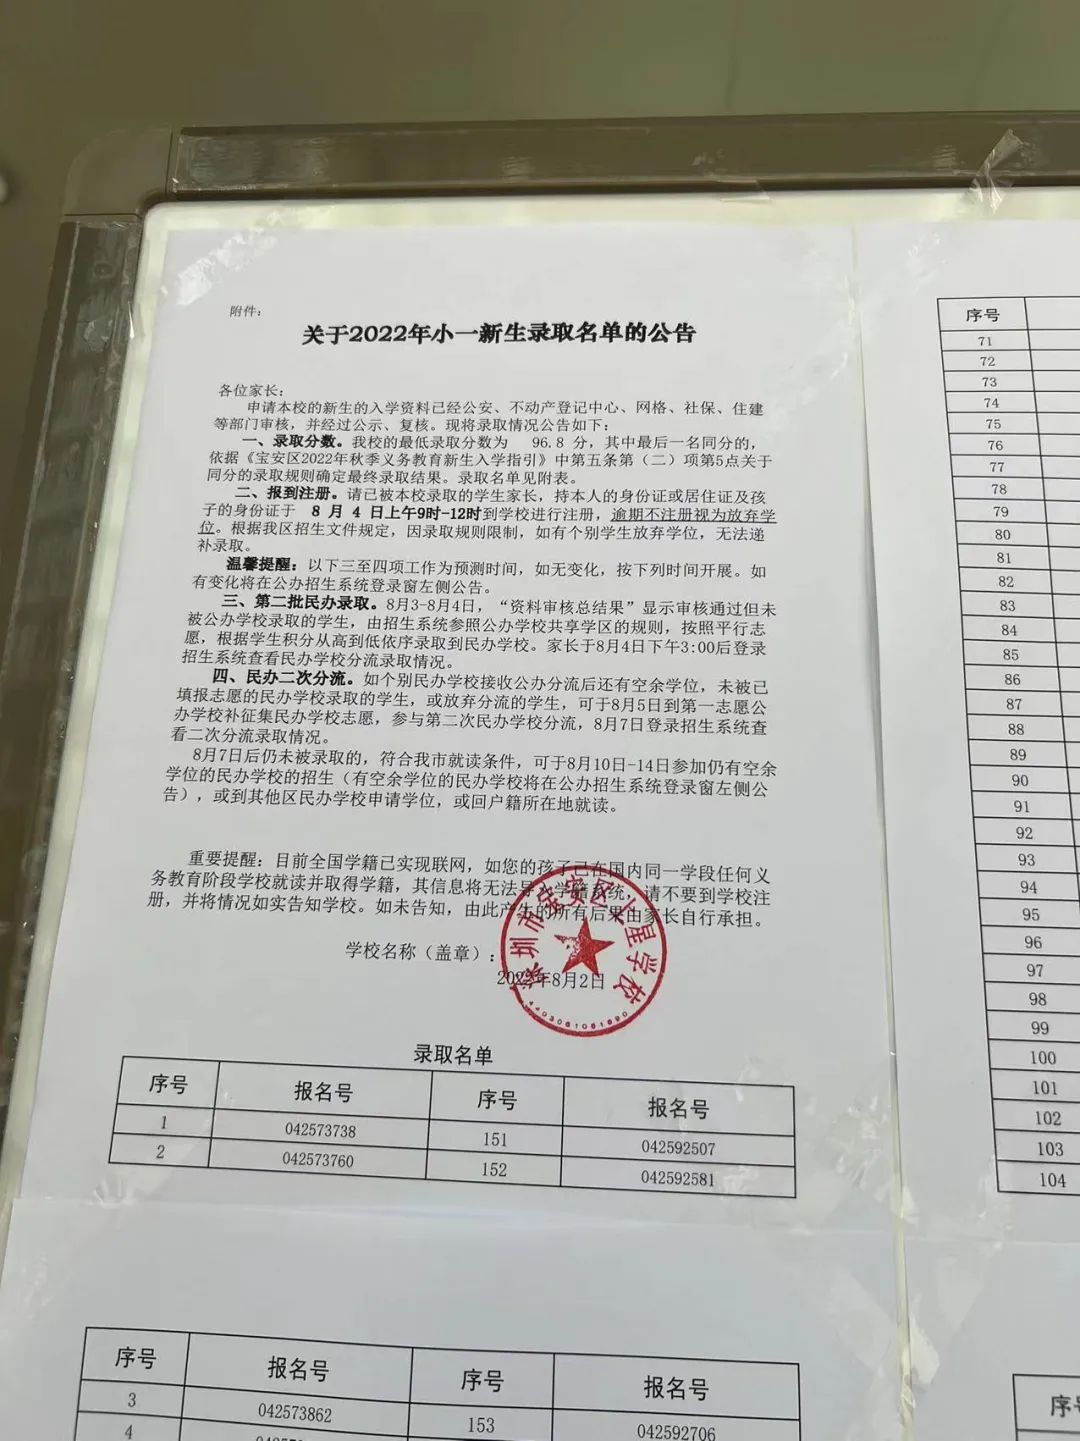 附件：
关于2022年小一新生录取名单的公告
各位家长：
申请本校的新生的入学资料已经公安、不动产登记中心、网格、社保、住建
等部门审核，并经过公示、复核。现将录取情况公告如下：
一、录取分数。我校的最低录取分数为 96.8 分，其中最后一名同分的，
依据《宝安区2022年秋季义务教育新生入学指引》中第五条第（二）项第5点关于
同分的录取规则确定最终录取结果。录取名单见附表。
二、报到注册。请已被本校录取的学生家长，持本人的身份证或居住证及孩
子的身份证于 8 月 4 日上午9时-12时到学校进行注册，逾期不注册视为放弃学
位。根据我区招生文件规定，因录取规则限制，如有个别学生放弃学位，无法递
补录取。
温馨提醒：以下三至四项工作为预测时间，如无变化，按下列时间开展。如
有变化将在公办招生系统登录窗左侧公告。
三、第二批民办录取。8月3-8月4日，“资料审核总结果”显示审核通过但未
被公办学校录取的学生，由招生系统参照公办学校共享学区的规则，按照平行志
愿，根据学生积分从高到低依序录取到民办学校。家长于8月4日下午3:00后登录
招生系统查看民办学校分流录取情况。
四、民办二次分流。如个别民办学校接收公办分流后还有空余学位，未被已
填报志愿的民办学校录取的学生，或放弃分流的学生，可于8月5日到第一志愿公
办学校补征集民办学校志愿，参与第二次民办学校分流，8月7日登录招生系统查
看二次分流录取情况。
8月7日后仍未被录取的，符合我市就读条件，可于8月10日-14日参加仍有空余
学位的民办学校的招生（有空余学位的民办学校将在公办招生系统登录窗左侧公
告），或到其他区民办学校申请学位，或回户籍所在地就读。
重要提醒：目前全国学籍已实现联网，如您的孩子已在国内同一学段任何义
务教育阶段学校就读并取得学籍，其信息将无法导入学籍系统，请不要到学校注
册，并将情况如实告知学校。如未告知，由此产生的所有后果由家长自行承担。
学校名称（盖章）：
2022年8月2日
录取名单
序号 报名号 序号 报名号
1 042573738 151 042592507
2 042573760 152 042592581
序号 报名号 序号 报名号
3 042573862 153 042592706
4
序号
71
72
73
74
75
76
77
78
79
80
81
82
83
84
85
86
87
88
89
90
91
92
93
94
95
96
97
98
99
100
101
102
103
104